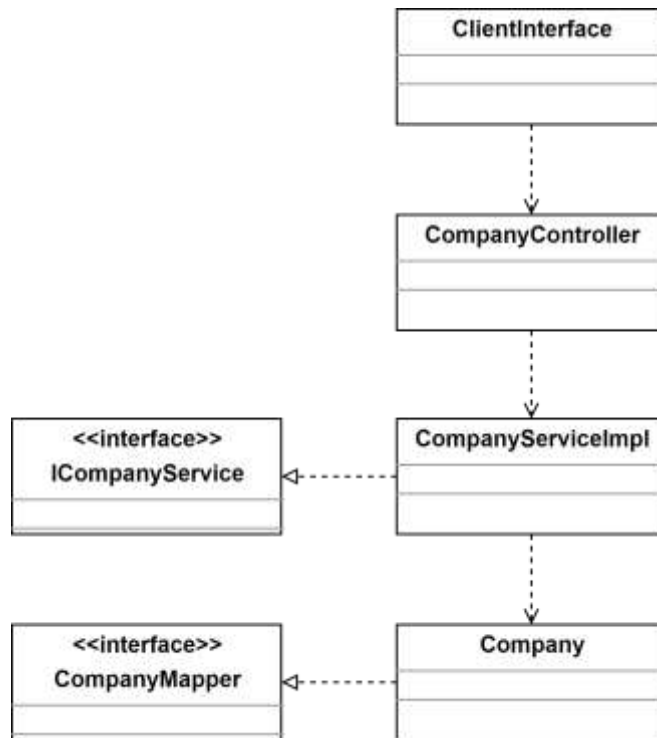 ClientInterface
CompanyController
<<interface>>
ICompanyService
CompanyServiceImpl
<<interface>>
CompanyMapper
Company